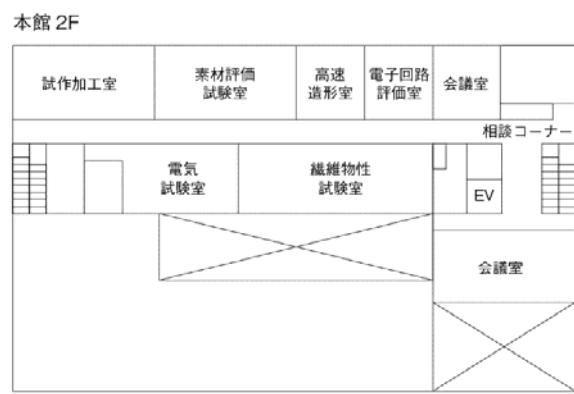 本館 2F
試作加工室
素材評価
試験室
高速
造形室
電子回路
評価室
会議室
相談コーナー
電気
試験室
繊維物性
試験室
EV
会議室